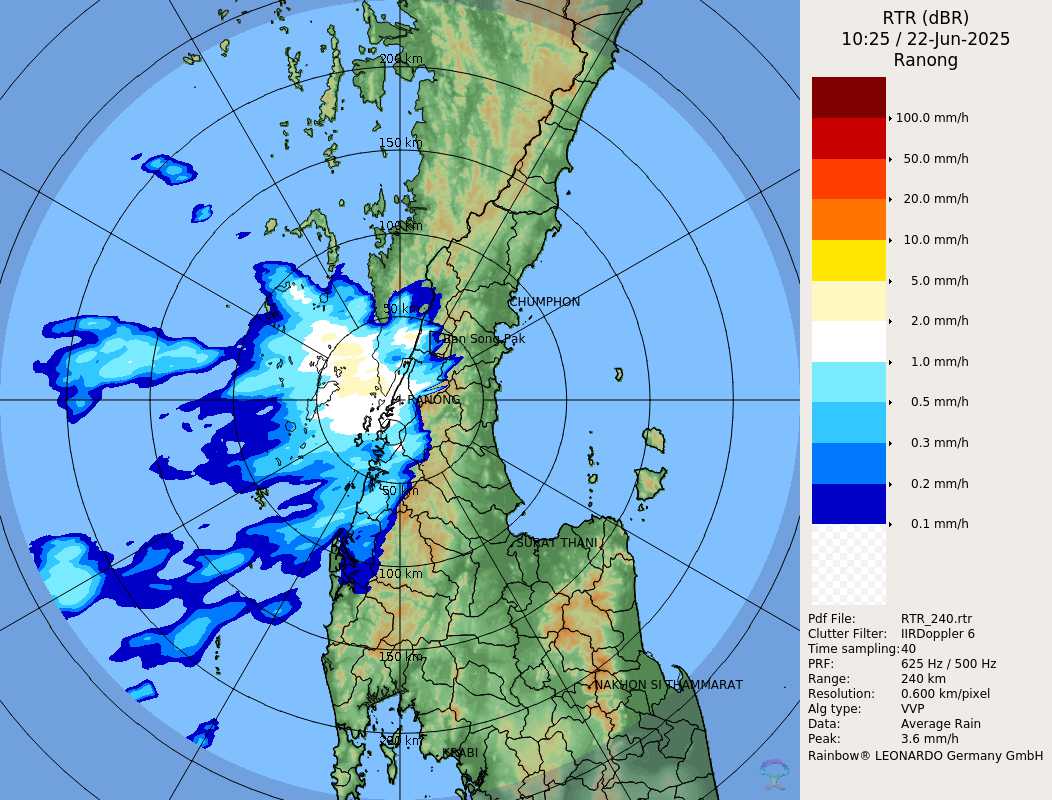 RTR (dBR)
10:25 / 22-Jun-2025
Ranong
100.0 mm/h
50.0 mm/h
20.0 mm/h
10.0 mm/h
5.0 mm/h
2.0 mm/h
1.0 mm/h
0.5 mm/h
0.3 mm/h
0.2 mm/h
0.1 mm/h
Pdf File: RTR_240.rtr
Clutter Filter: IIRDoppler 6
Time sampling:40
PRF: 625 Hz / 500 Hz
Range: 240 km
Resolution: 0.600 km/pixel
Alg type: VVP
Data: Average Rain
Peak: 3.6 mm/h
Rainbow® LEONARDO Germany GmbH
200 km
150 km
100 km
CHUMPHON
50 km
Ban Song Pak
RANONG
50 km
SURAT THANI
100 km
150 km
NAKHON SI THAMMARAT
200 km
KRABI